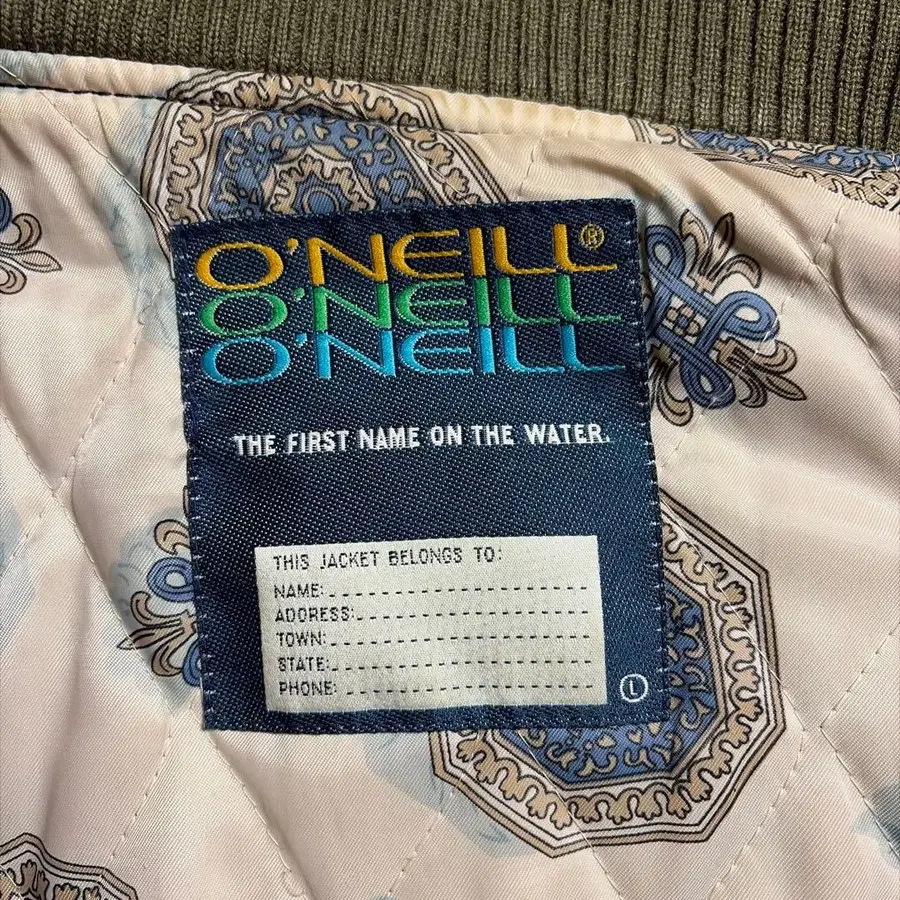 O'NEILL®
O'NEILL
O'NEILL
THE FIRST NAME ON THE WATER.
THIS JACKET BELONGS TO:
NAME:
ADDRESS:
TOWN:
STATE:
PHONE:
L